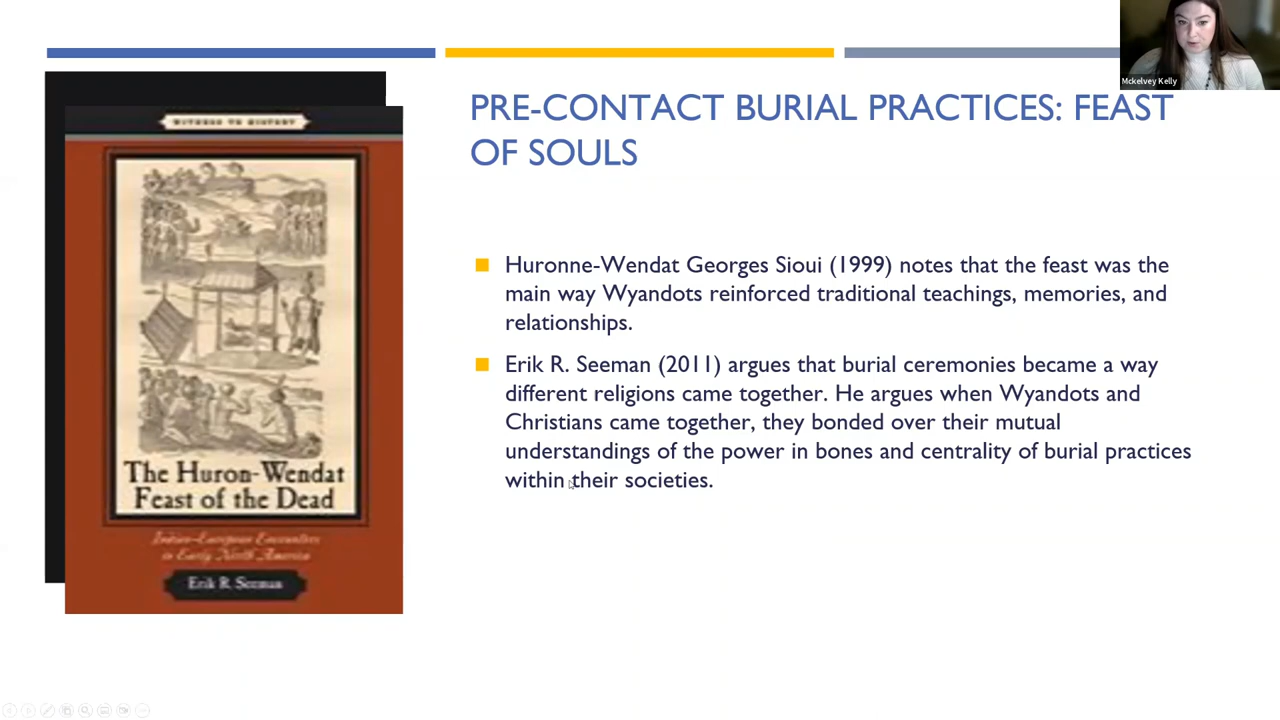 Mckelvey Kelly
PRE-CONTACT BURIAL PRACTICES: FEAST
OF SOULS
WITNESS TO HISTORY
The Huron-Wendat
Feast of the Dead
Indian-European Encounters
in Early North America
Erik R. Seeman
Huronne-Wendat Georges Sioui (1999) notes that the feast was the
main way Wyandots reinforced traditional teachings, memories, and
relationships.
Erik R. Seeman (2011) argues that burial ceremonies became a way
different religions came together. He argues when Wyandots and
Christians came together, they bonded over their mutual
understandings of the power in bones and centrality of burial practices
within their societies.